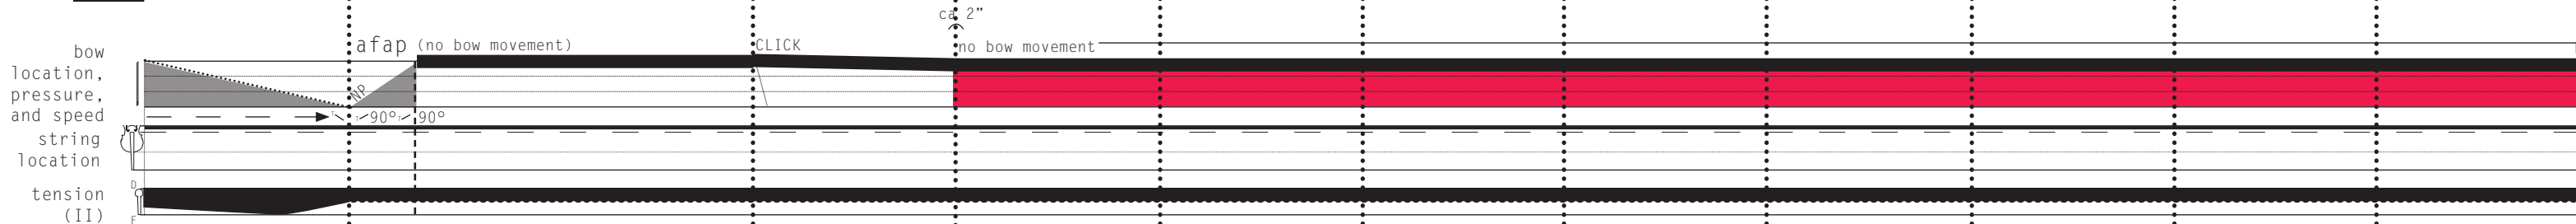 ca 2”
afap (no bow movement)
CLICK
no bow movement
bow
location,
pressure,
and speed
NP
90° 90°
string
location
D
tension
(II)